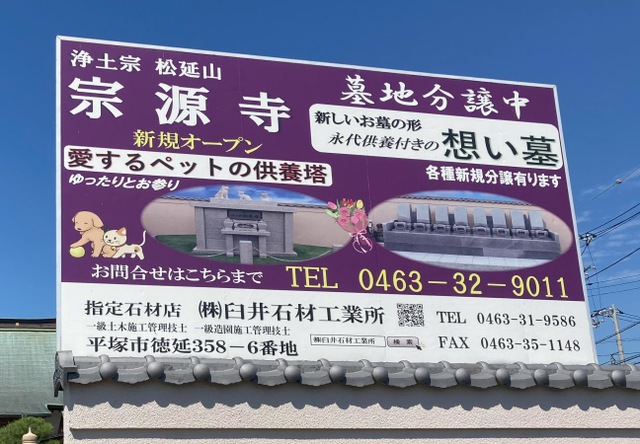 浄土宗 松延山
宗源寺
墓地分譲中
新しいお墓の形
永代供養付きの 想い墓
各種新規分譲有ります
新規オープン
愛するペットの供養塔
ゆったりとお参り
お問合せはこちらまで TEL 0463-32-9011
指定石材店 ㈱臼井石材工業所
一級土木施工管理技士 一級造園施工管理技士
平塚市徳延358-6番地
㈱臼井石材工業所 検索
TEL 0463-31-9586
FAX 0463-35-1148